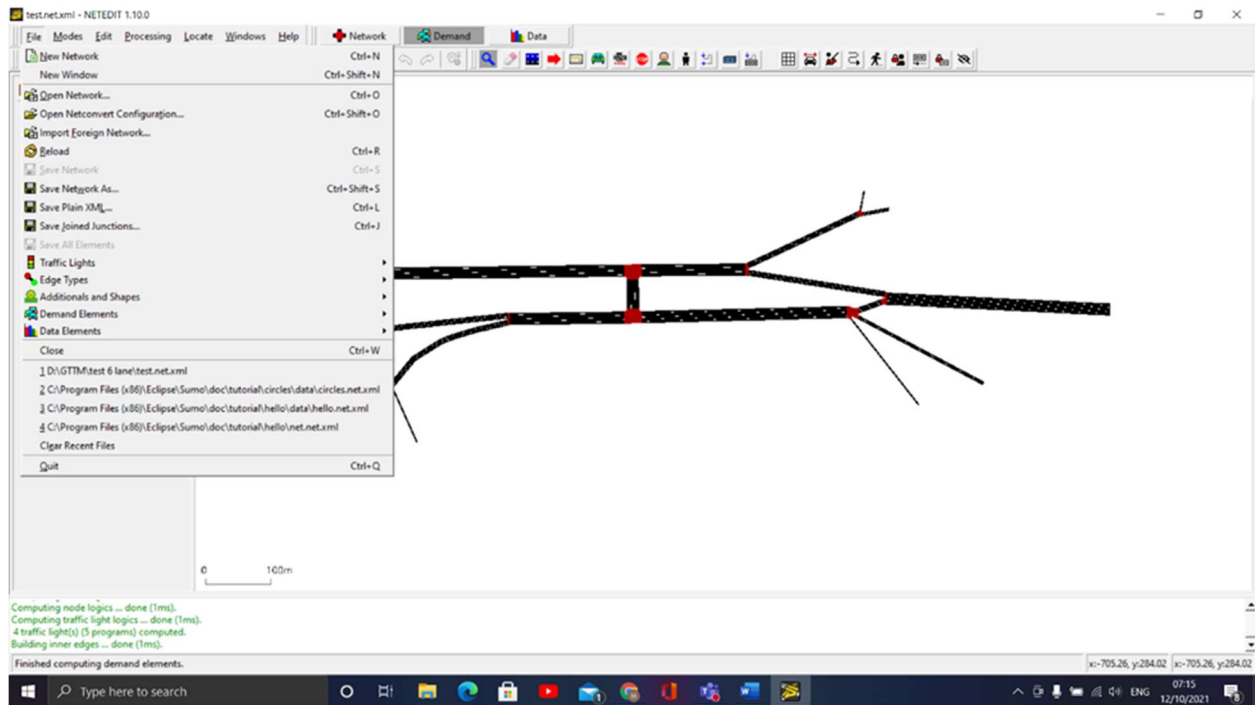 test.net.xml - NETEDIT 1.10.0
File Modes Edit Processing Locate Windows Help Network Demand Data
New Network Ctrl+N
New Window Ctrl+Shift+N
Open Network... Ctrl+O
Open Netconvert Configuration... Ctrl+Shift+O
Import Foreign Network...
Reload Ctrl+R
Save Network Ctrl+S
Save Network As... Ctrl+Shift+S
Save Plain XML... Ctrl+L
Save Joined Junctions... Ctrl+J
Save All Elements
Traffic Lights
Edge Types
Additionals and Shapes
Demand Elements
Data Elements
Close Ctrl+W
1 D:\GTTM\test 6 lane\test.net.xml
2 C:\Program Files (x86)\Eclipse\Sumo\doc\tutorial\circles\data\circles.net.xml
3 C:\Program Files (x86)\Eclipse\Sumo\doc\tutorial\hello\data\hello.net.xml
4 C:\Program Files (x86)\Eclipse\Sumo\doc\tutorial\hello\net.net.xml
Clear Recent Files
Quit Ctrl+Q
0 100m
Computing node logics ... done (1ms).
Computing traffic light logics ... done (1ms).
4 traffic light(s) (5 programs) computed.
Building inner edges ... done (1ms).
Finished computing demand elements. x:-705.26, y:284.02 x:-705.26, y:284.02
Type here to search ENG 07:15
12/10/2021